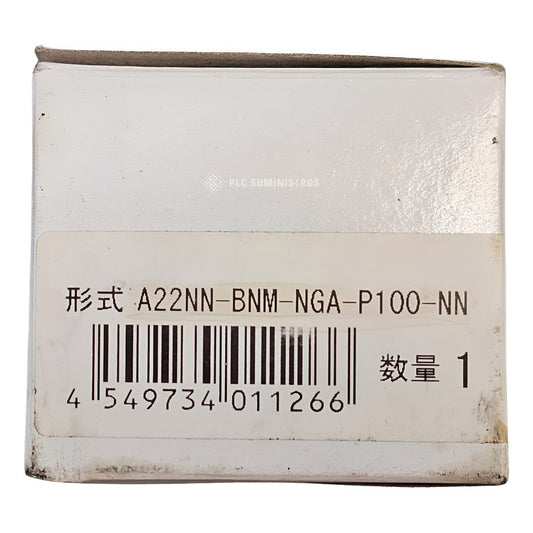 PLC SUMINISTROS
形式 A22NN-BNM-NGA-P100-NN
4 549734 011266
数量 1